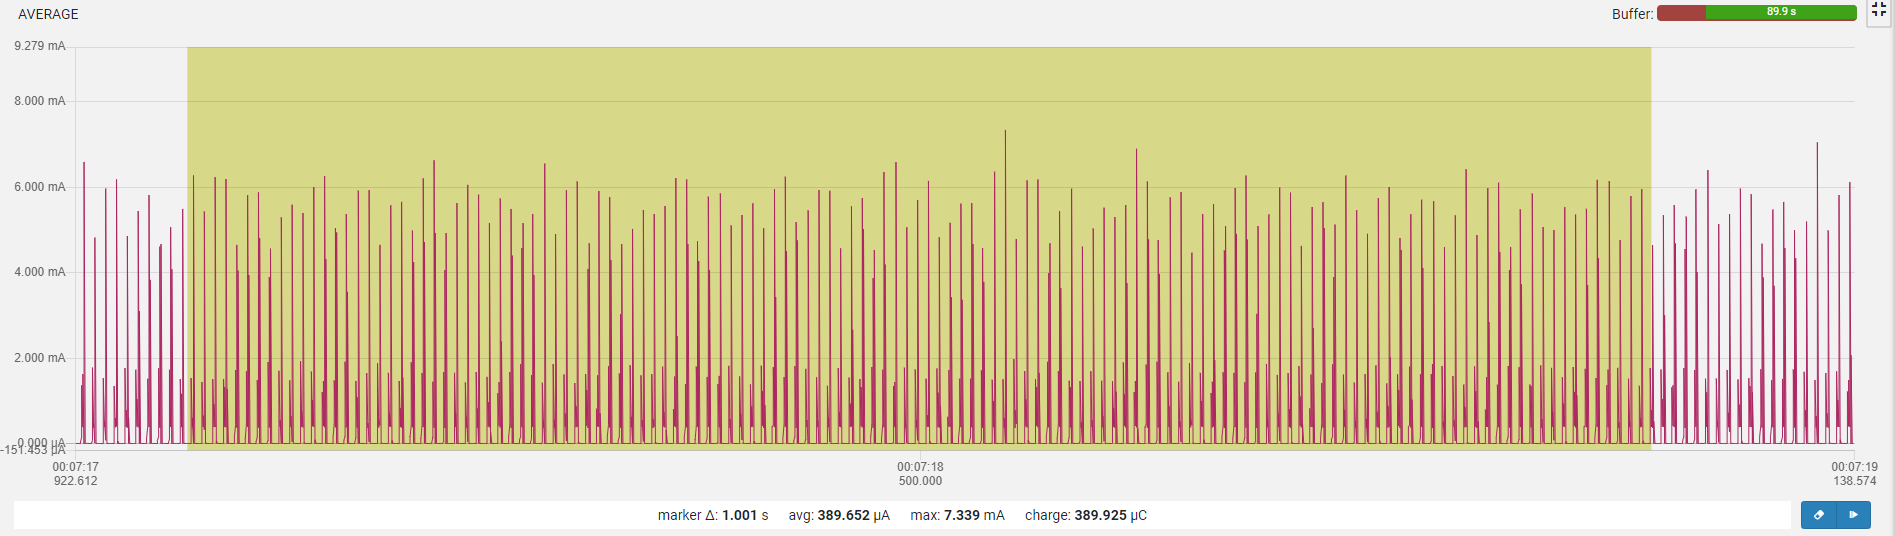 AVERAGE
Buffer: 89.9 s
9.279 mA
8.000 mA
6.000 mA
4.000 mA
2.000 mA
0.000 µA
-151.453 µA
00:07:17
922.612
00:07:18
500.000
00:07:19
138.574
marker Δ: 1.001 s avg: 389.652 µA max: 7.339 mA charge: 389.925 µC